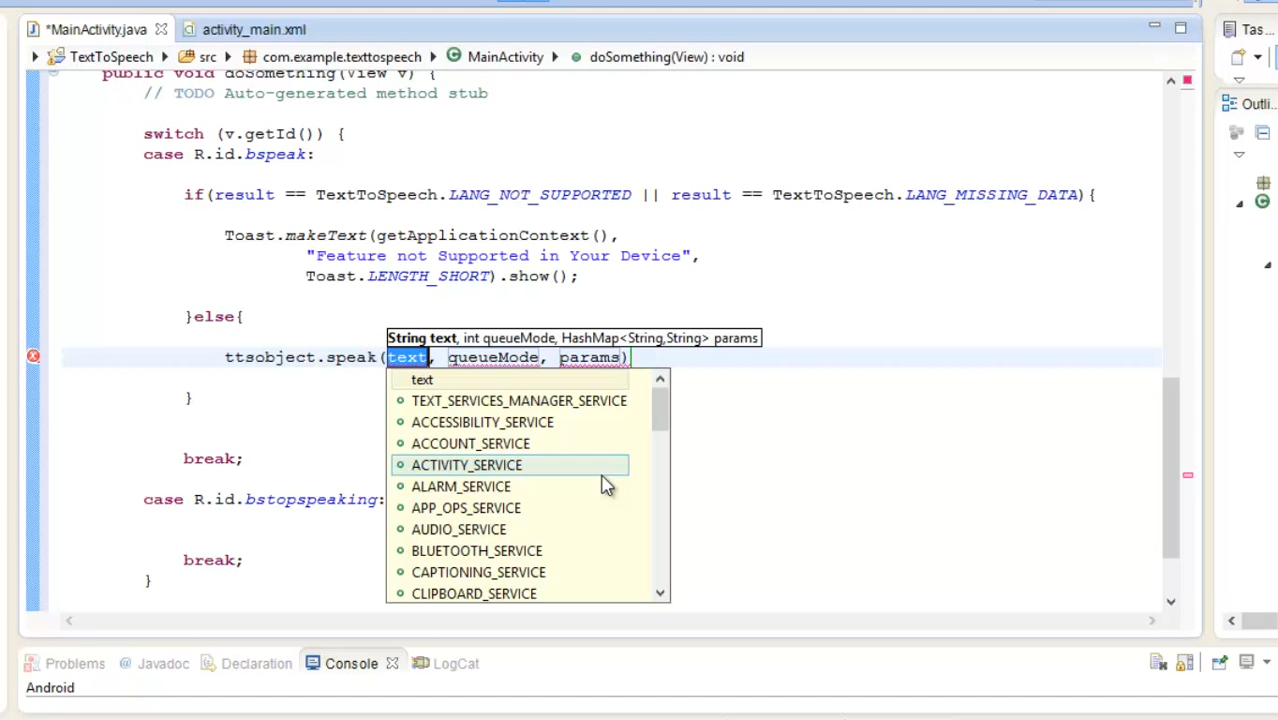 *MainActivity.java
activity_main.xml
Tas...
TextToSpeech
src
com.example.texttospeech
MainActivity
doSomething(View) : void
public void doSomething(View v) {
// TODO Auto-generated method stub
Outli...
switch (v.getId()) {
case R.id.bspeak:
if(result == TextToSpeech.LANG_NOT_SUPPORTED || result == TextToSpeech.LANG_MISSING_DATA){
Toast.makeText(getApplicationContext(),
"Feature not Supported in Your Device",
Toast.LENGTH_SHORT).show();
}else{
String text, int queueMode, HashMap<String,String> params
ttsobject.speak(text, queueMode, params)
text
TEXT_SERVICES_MANAGER_SERVICE
}
ACCESSIBILITY_SERVICE
ACCOUNT_SERVICE
break;
ACTIVITY_SERVICE
ALARM_SERVICE
case R.id.bstopspeaking:
APP_OPS_SERVICE
AUDIO_SERVICE
BLUETOOTH_SERVICE
break;
CAPTIONING_SERVICE
}
CLIPBOARD_SERVICE
Problems
@ Javadoc
Declaration
Console
LogCat
Android